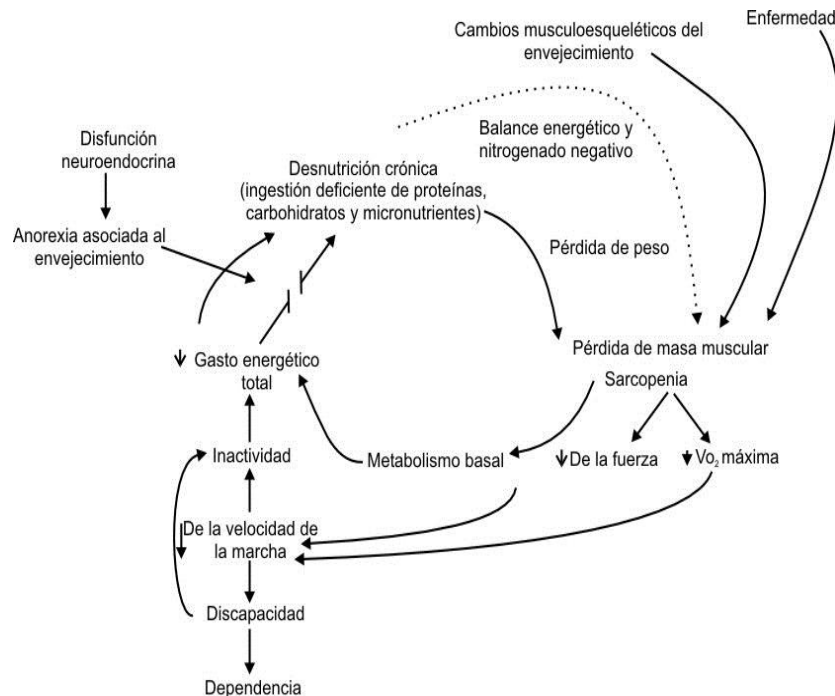 Cambios musculoesqueléticos del
envejecimiento
Enfermedad
Balance energético y
nitrogenado negativo
Disfunción
neuroendocrina
Desnutrición crónica
(ingestión deficiente de proteínas,
carbohidratos y micronutrientes)
Anorexia asociada al
envejecimiento
Pérdida de peso
Gasto energético
total
Pérdida de masa muscular
Sarcopenia
Inactividad
Metabolismo basal
De la fuerza
Vo₂ máxima
De la velocidad de
la marcha
Discapacidad
Dependencia